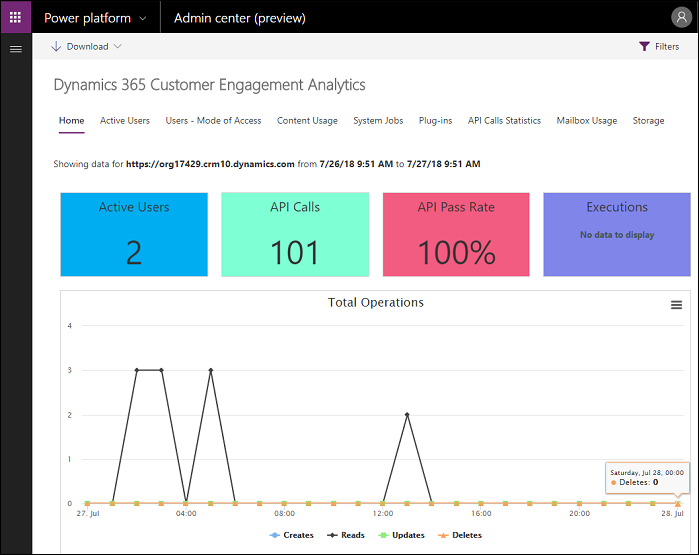 Power platform Admin center (preview)
Download Filters
Dynamics 365 Customer Engagement Analytics
Home Active Users Users - Mode of Access Content Usage System Jobs Plug-ins API Calls Statistics Mailbox Usage Storage
Showing data for https://org17429.crm10.dynamics.com from 7/26/18 9:51 AM to 7/27/18 9:51 AM
Active Users API Calls API Pass Rate Executions
2 101 100% No data to display
Total Operations
4
3
2
1
0
Saturday, Jul 28, 00:00
Deletes: 0
27. Jul 04:00 08:00 12:00 16:00 20:00 28. Jul
Creates Reads Updates Deletes